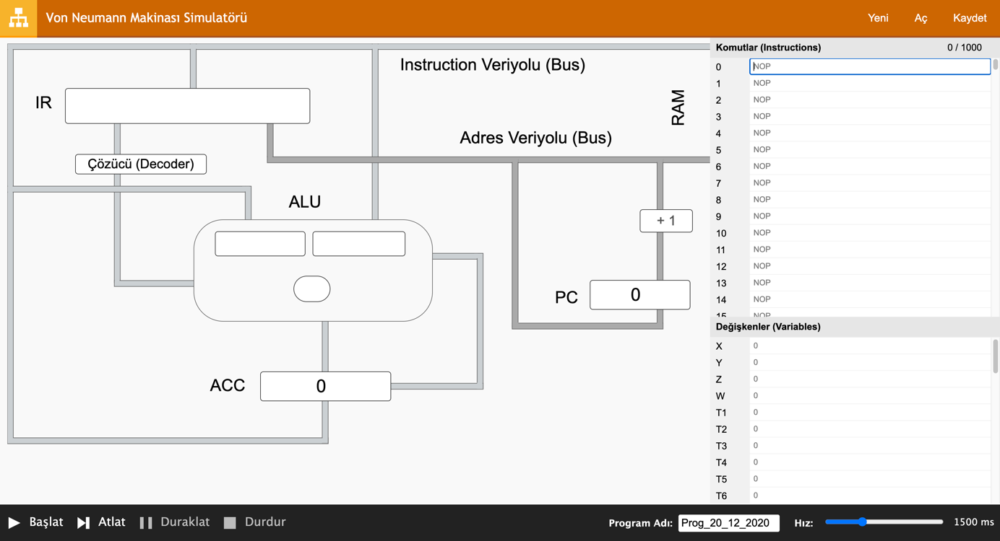 Von Neumann Makinası Simulatörü
Yeni Aç Kaydet
Instruction Veriyolu (Bus)
IR
RAM
Adres Veriyolu (Bus)
Çözücü (Decoder)
ALU
+ 1
PC 0
ACC 0
Komutlar (Instructions) 0 / 1000
0 NOP
1 NOP
2 NOP
3 NOP
4 NOP
5 NOP
6 NOP
7 NOP
8 NOP
9 NOP
10 NOP
11 NOP
12 NOP
13 NOP
14 NOP
15 NOP
Değişkenler (Variables)
X 0
Y 0
Z 0
W 0
T1 0
T2 0
T3 0
T4 0
T5 0
T6 0
Başlat Atlat Duraklat Durdur
Program Adı: Prog_20_12_2020 Hız: 1500 ms